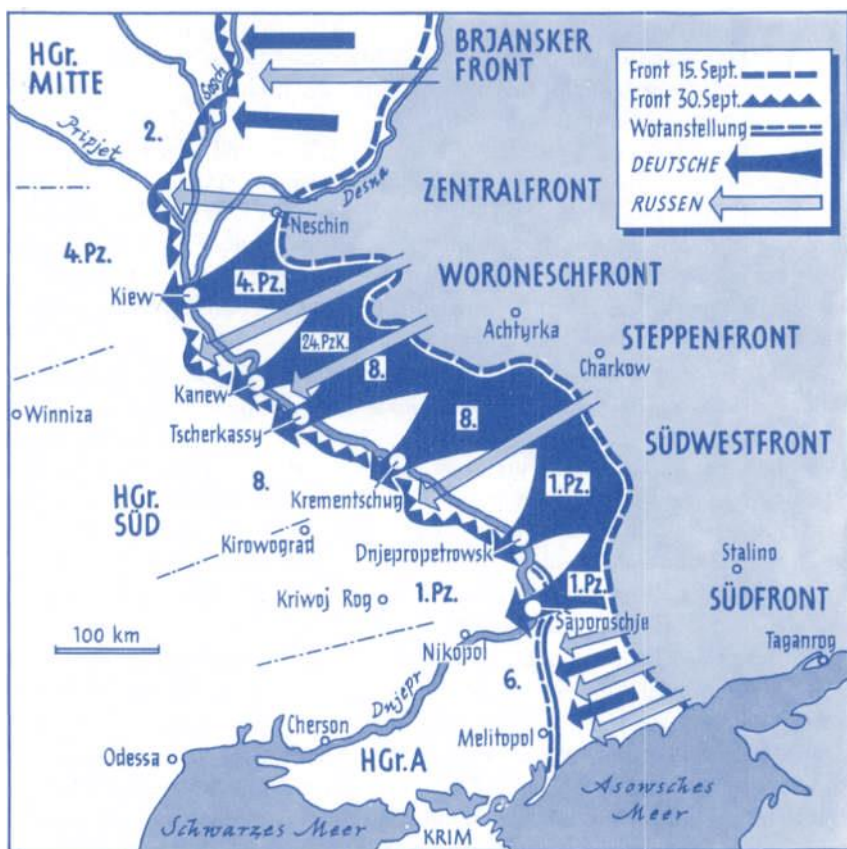 HGr.
MITTE
BRJANSKER
FRONT
Front 15. Sept.
Front 30. Sept.
Wotanstellung
DEUTSCHE
RUSSEN
Sosch
Pripjet
2.
Desna
ZENTRALFRONT
Neschin
4. Pz.
4. Pz.
WORONESCHFRONT
Kiew
Achtyrka
STEPPENFRONT
24. PzK.
8.
Charkow
Kanew
Winniza
Tscherkassy
8.
SÜDWESTFRONT
8.
HGr.
SÜD
Krementschug
1. Pz.
Kirowograd
Dnjepropetrowsk
Stalino
Kriwoj Rog
1. Pz.
1. Pz.
SÜDFRONT
Saporoschje
100 km
Nikopol
Taganrog
6.
Dnjepr
Cherson
Melitopol
Odessa
HGr. A
Asowsches
Meer
Schwarzes Meer
KRIM